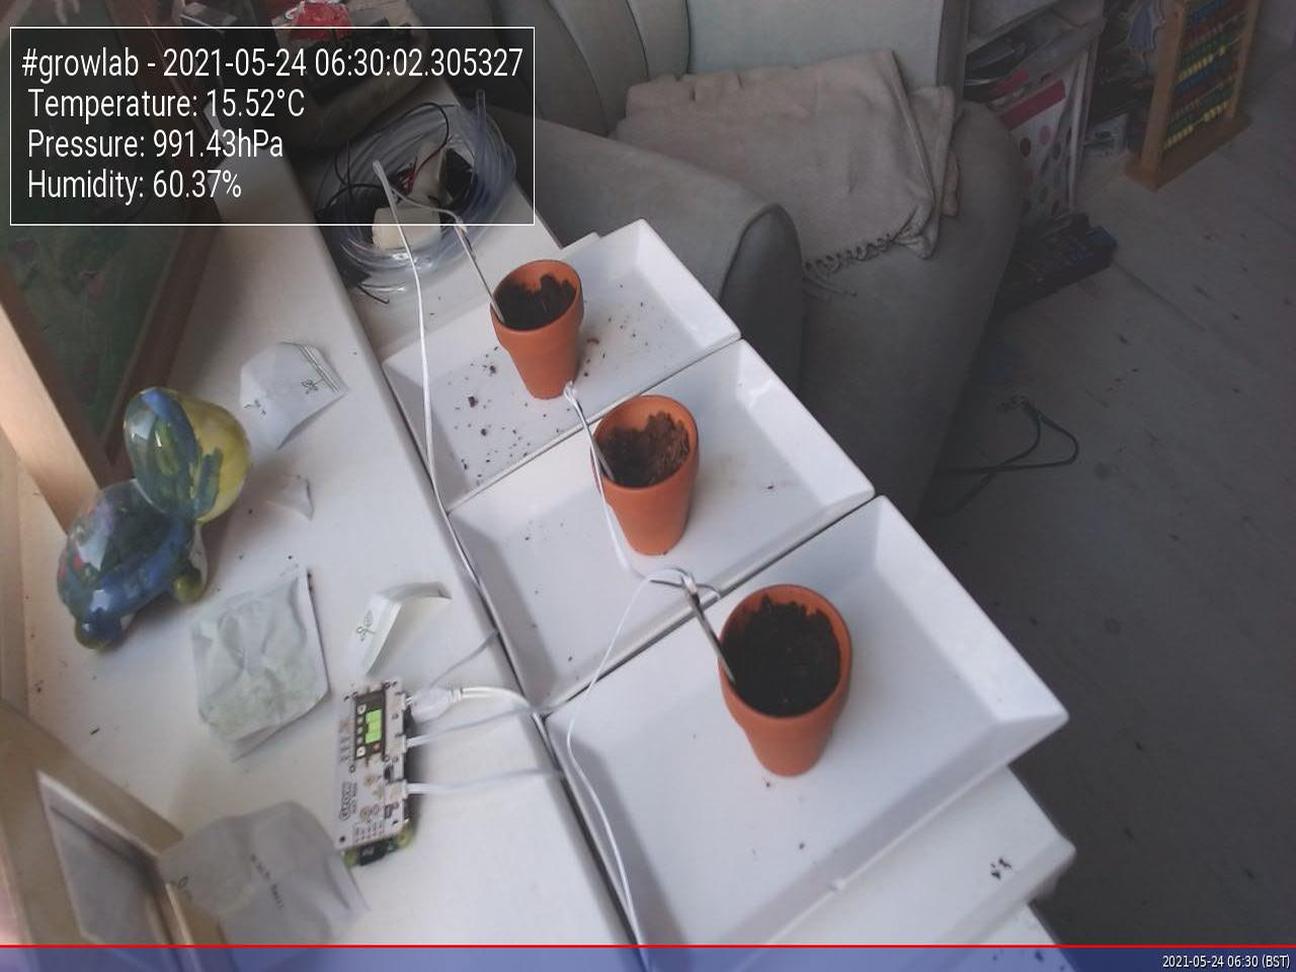 #growlab - 2021-05-24 06:30:02.305327
Temperature: 15.52°C
Pressure: 991.43hPa
Humidity: 60.37%
Grow
2021-05-24 06:30 (BST)